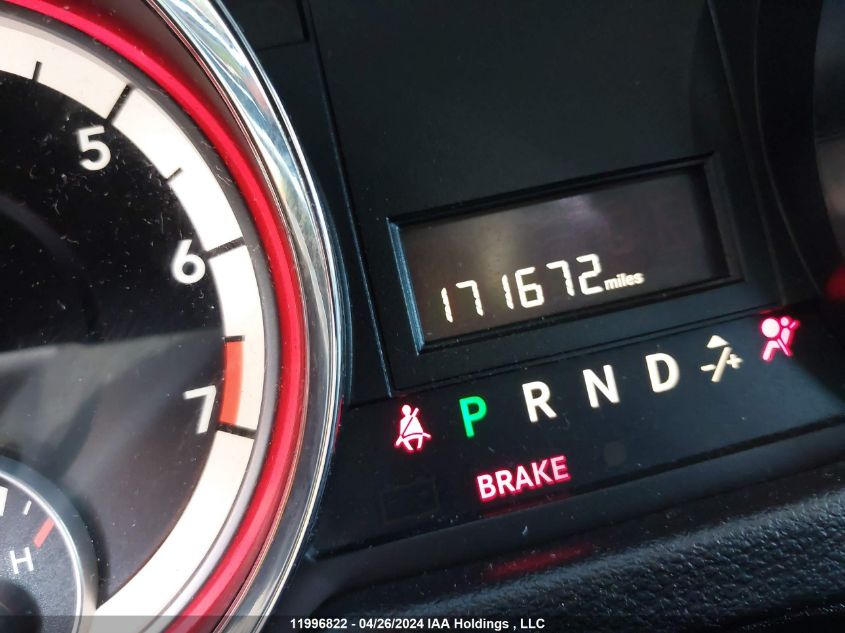 5
6
7
H
171672 miles
P R N D -/+
BRAKE
11996822 - 04/26/2024 IAA Holdings , LLC